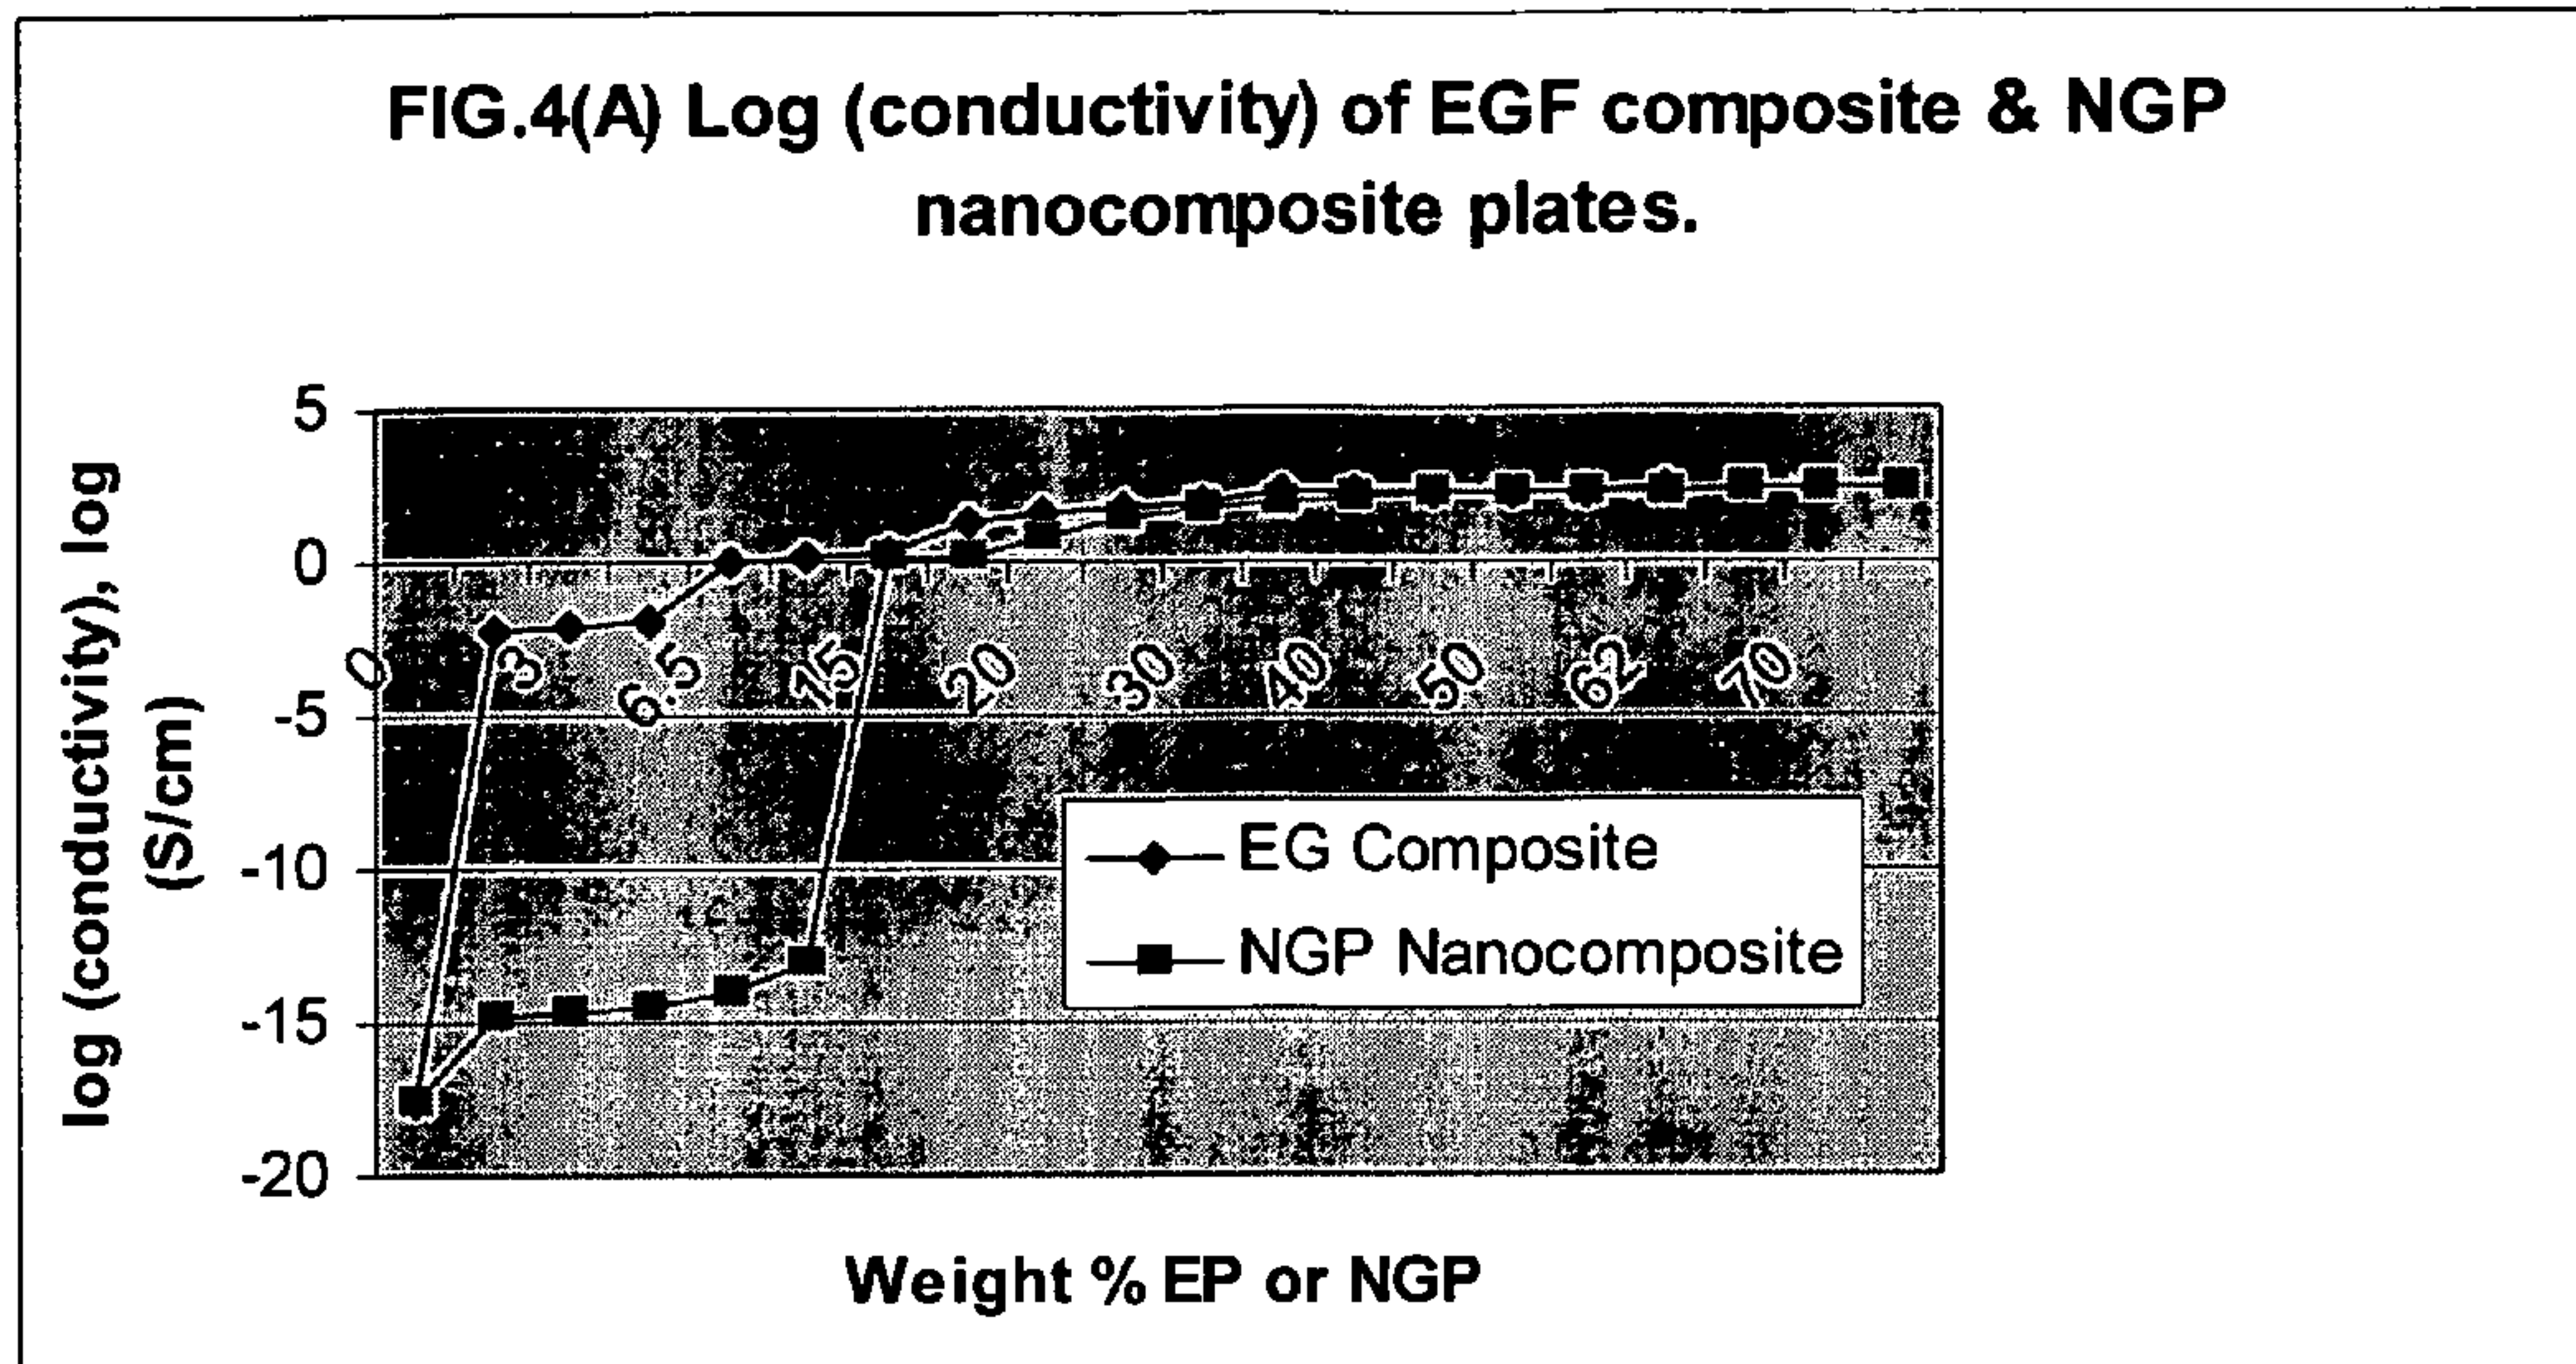 FIG.4(A) Log (conductivity) of EGF composite & NGP
nanocomposite plates.
log (conductivity), log
(S/cm)
5
0
-5
-10
-15
-20
0
3
6.5
15
20
30
40
50
62
70
EG Composite
NGP Nanocomposite
Weight % EP or NGP